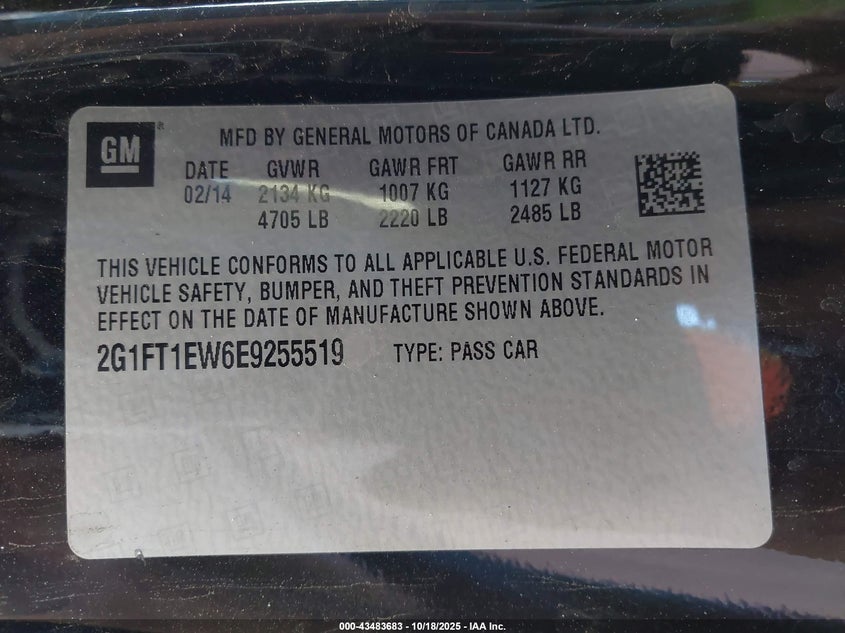 GM
®
MFD BY GENERAL MOTORS OF CANADA LTD.
DATE GVWR GAWR FRT GAWR RR
02/14 2134 KG 1007 KG 1127 KG
4705 LB 2220 LB 2485 LB
THIS VEHICLE CONFORMS TO ALL APPLICABLE U.S. FEDERAL MOTOR
VEHICLE SAFETY, BUMPER, AND THEFT PREVENTION STANDARDS IN
EFFECT ON THE DATE OF MANUFACTURE SHOWN ABOVE.
2G1FT1EW6E9255519 TYPE: PASS CAR
000-43483683 - 10/18/2025 - IAA Inc.